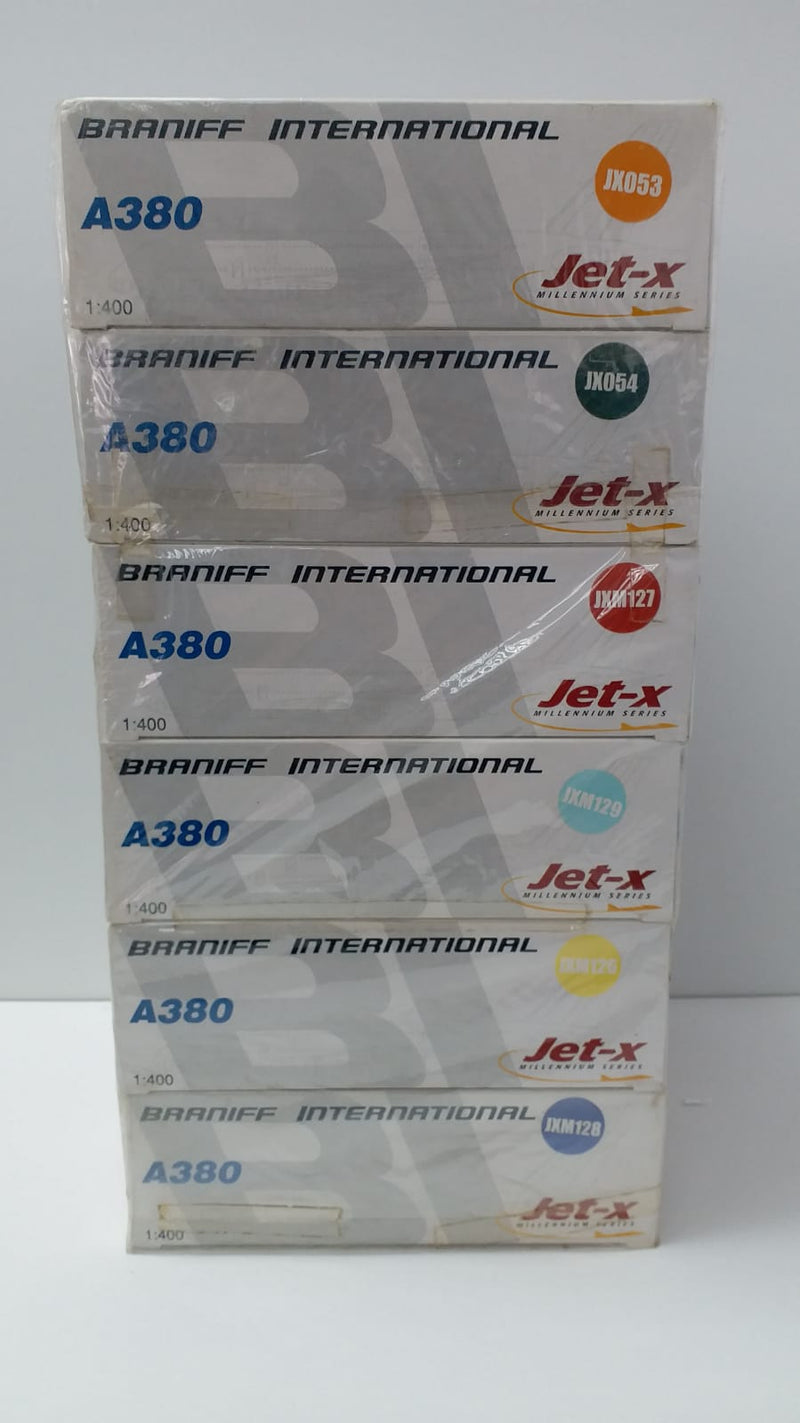 BRANIFF INTERNATIONAL
JX053
A380
Jet-x
MILLENNIUM SERIES
1:400
BRANIFF INTERNATIONAL
JX054
A380
Jet-x
MILLENNIUM SERIES
1:400
BRANIFF INTERNATIONAL
JXM127
A380
Jet-x
MILLENNIUM SERIES
1:400
BRANIFF INTERNATIONAL
JXM129
A380
Jet-x
MILLENNIUM SERIES
1:400
BRANIFF INTERNATIONAL
A380
Jet-x
MILLENNIUM SERIES
1:400
BRANIFF INTERNATIONAL
JXM128
A380
Jet-x
MILLENNIUM SERIES
1:400